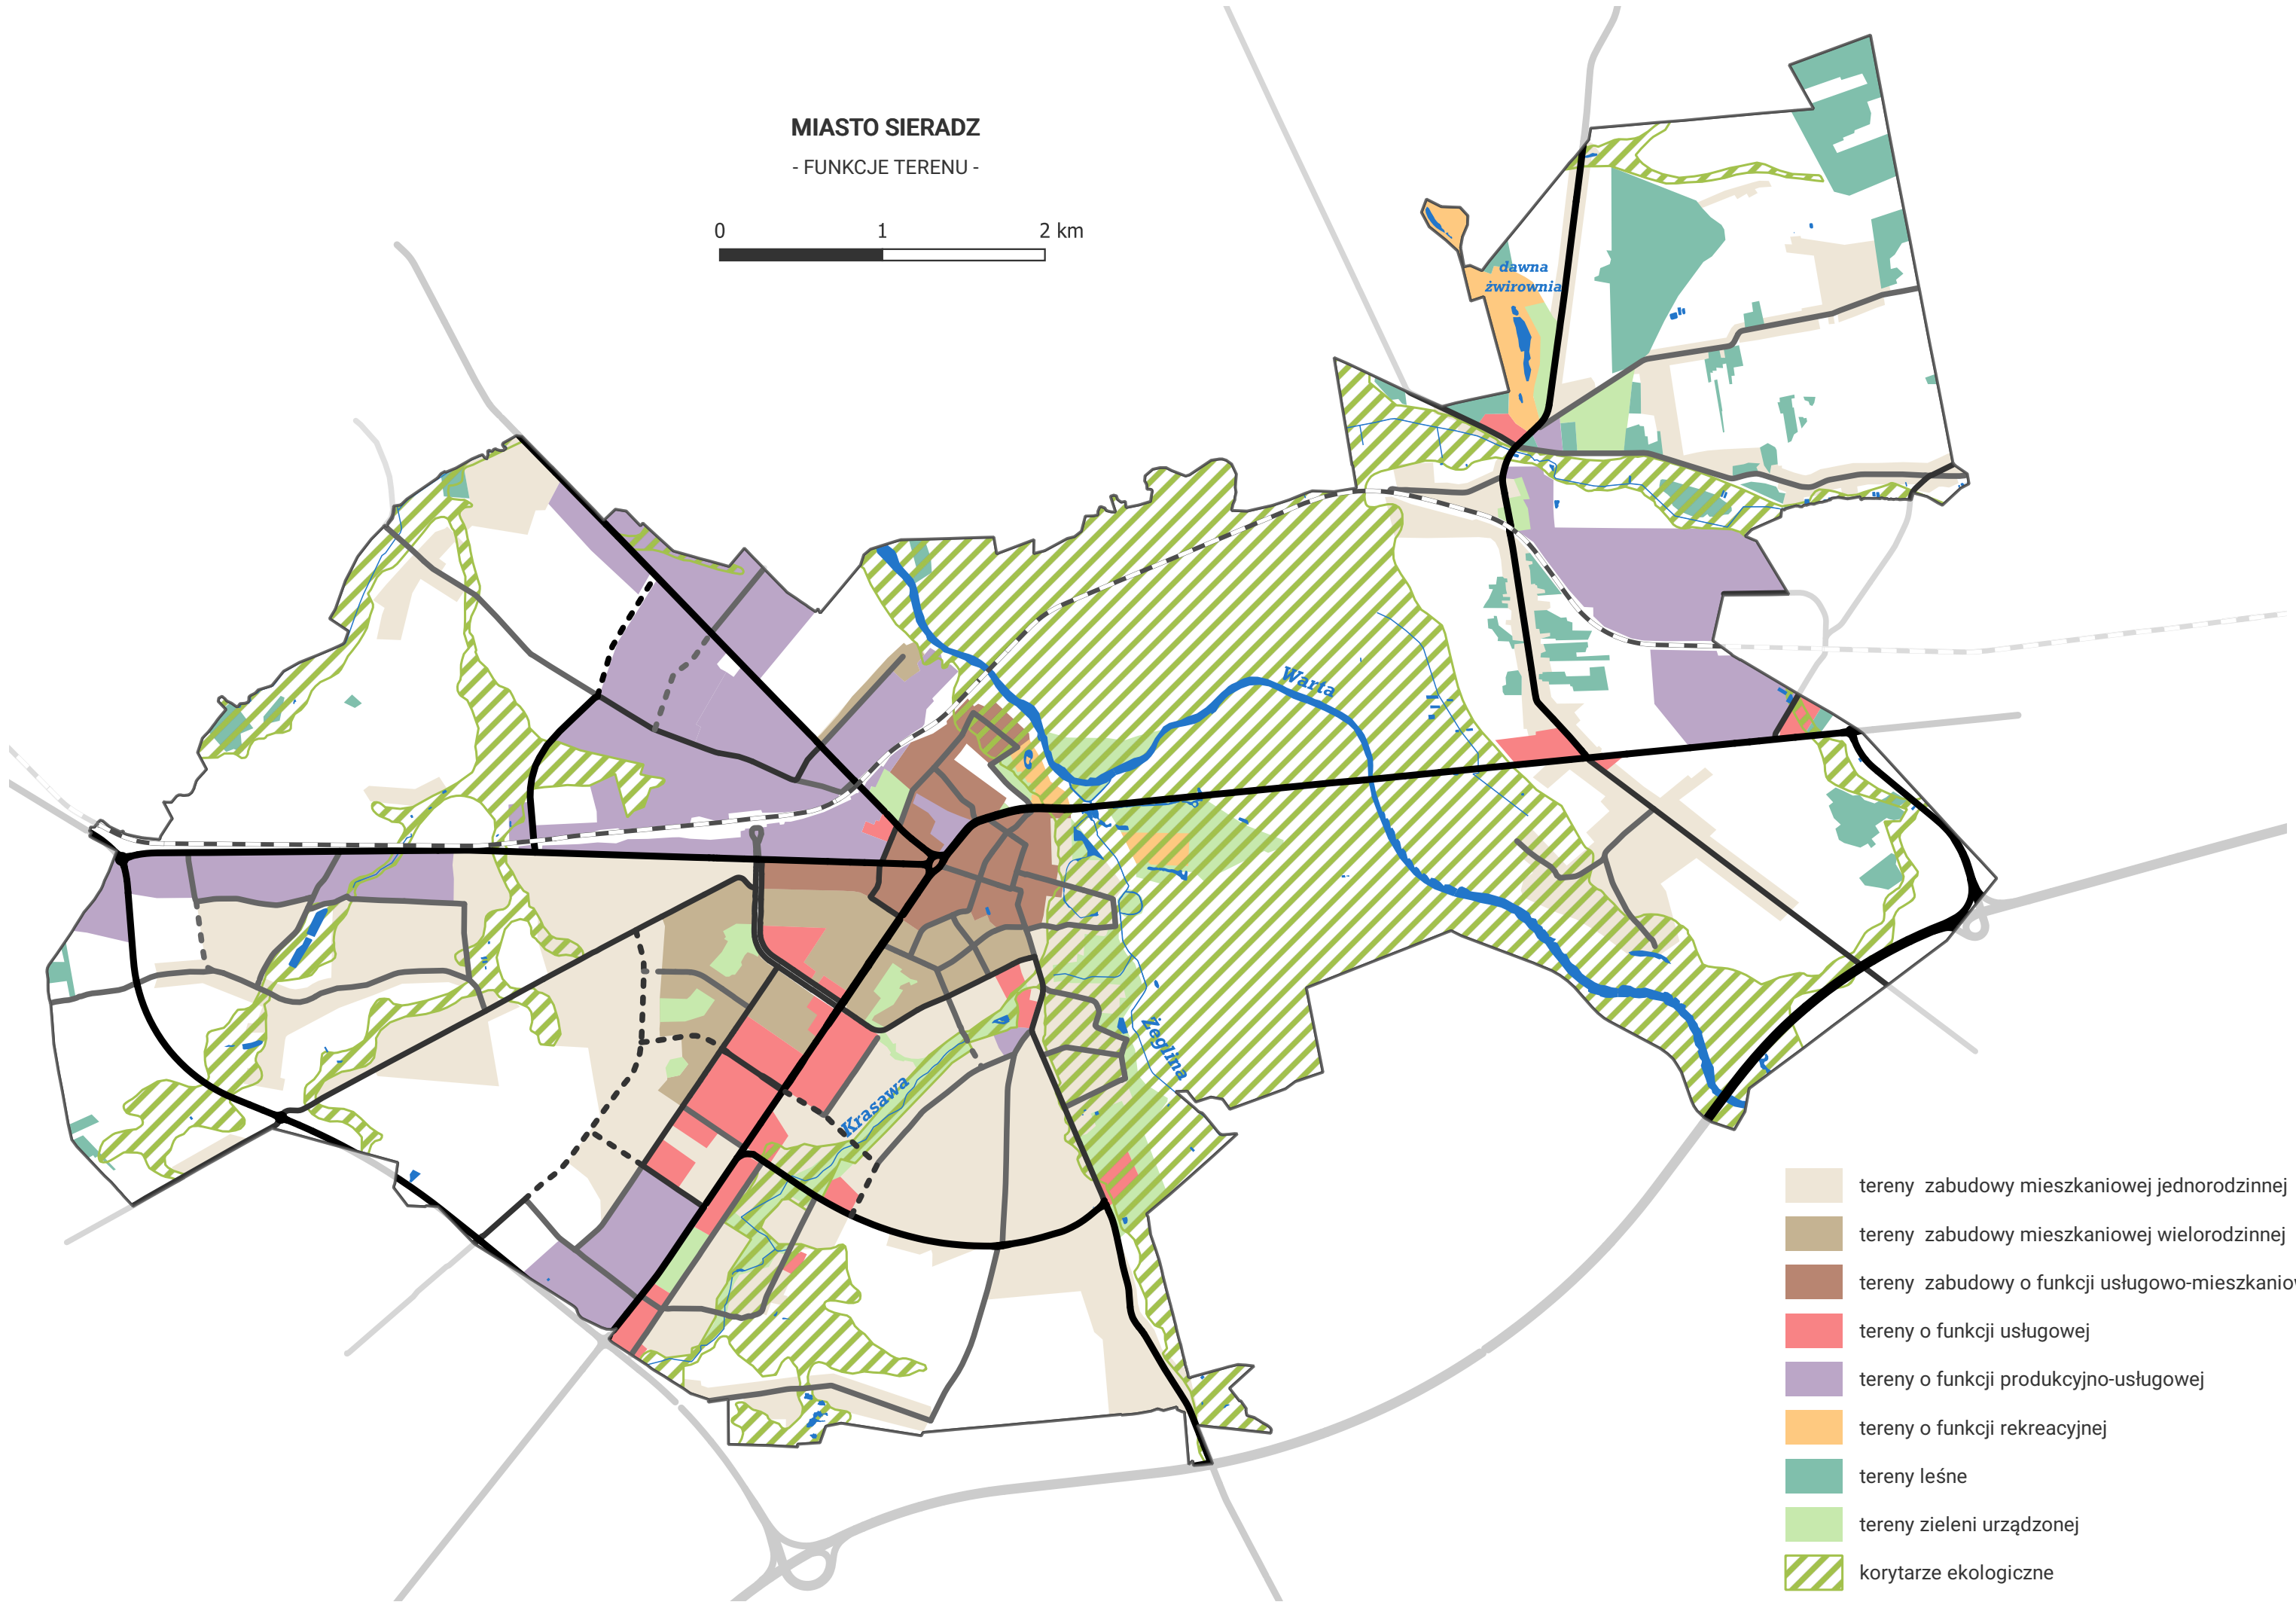 MIASTO SIERADZ
- FUNKCJE TERENU -
0 1 2 km
dawna
żwirownia
Warta
Żeglina
Krasawa
tereny zabudowy mieszkaniowej jednorodzinnej
tereny zabudowy mieszkaniowej wielorodzinnej
tereny zabudowy o funkcji usługowo-mieszkaniow
tereny o funkcji usługowej
tereny o funkcji produkcyjno-usługowej
tereny o funkcji rekreacyjnej
tereny leśne
tereny zieleni urządzonej
korytarze ekologiczne